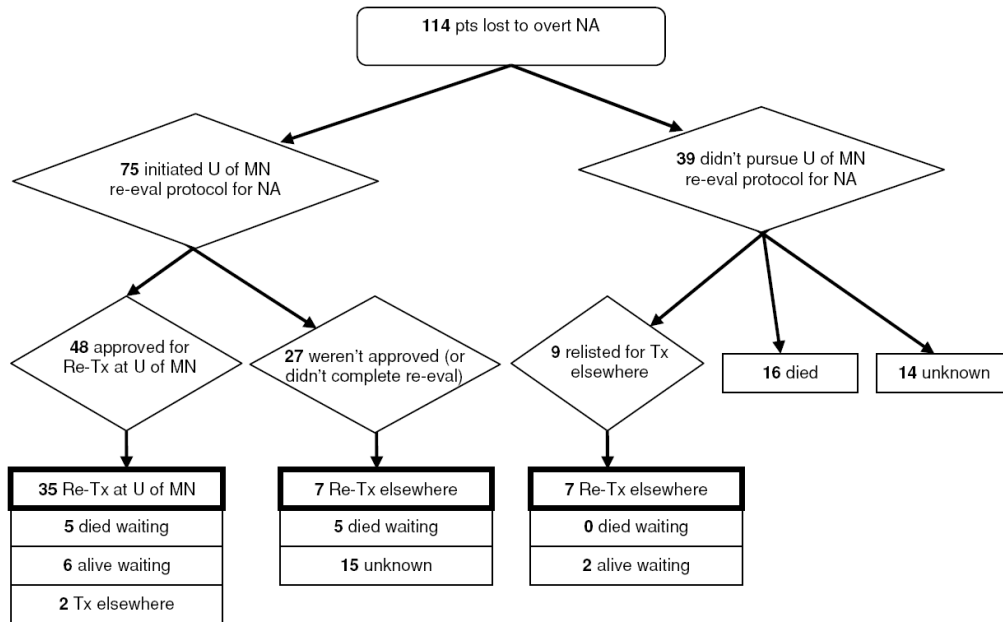 114 pts lost to overt NA
75 initiated U of MN
re-eval protocol for NA
39 didn't pursue U of MN
re-eval protocol for NA
48 approved for
Re-Tx at U of MN
27 weren't approved (or
didn't complete re-eval)
9 relisted for Tx
elsewhere
16 died
14 unknown
35 Re-Tx at U of MN
5 died waiting
6 alive waiting
2 Tx elsewhere
7 Re-Tx elsewhere
5 died waiting
15 unknown
7 Re-Tx elsewhere
0 died waiting
2 alive waiting